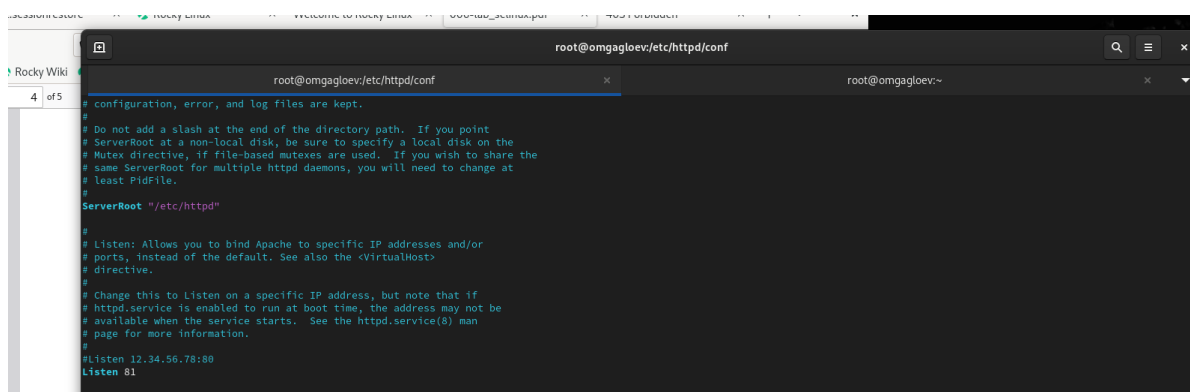 Rocky Linux
Welcome to Rocky Linux
006-lab_selinux.pdf
403 Forbidden
root@omgagloev:/etc/httpd/conf
Rocky Wiki
root@omgagloev:/etc/httpd/conf
root@omgagloev:~
4 of 5
# configuration, error, and log files are kept.
#
# Do not add a slash at the end of the directory path.  If you point
# ServerRoot at a non-local disk, be sure to specify a local disk on the
# Mutex directive, if file-based mutexes are used.  If you wish to share the
# same ServerRoot for multiple httpd daemons, you will need to change at
# least PidFile.
#
ServerRoot "/etc/httpd"
#
# Listen: Allows you to bind Apache to specific IP addresses and/or
# ports, instead of the default. See also the <VirtualHost>
# directive.
#
# Change this to Listen on a specific IP address, but note that if
# httpd.service is enabled to run at boot time, the address may not be
# available when the service starts.  See the httpd.service(8) man
# page for more information.
#
#Listen 12.34.56.78:80
Listen 81